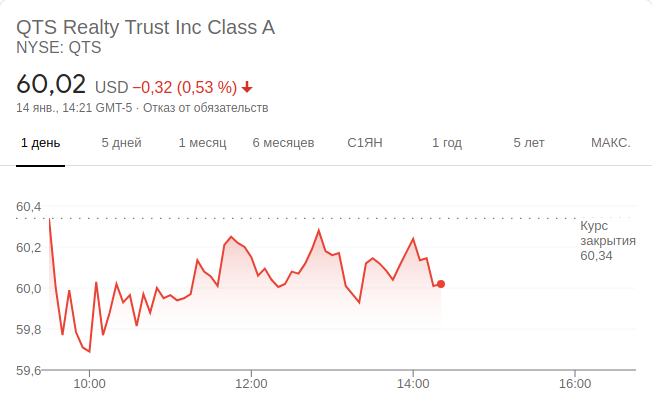 QTS Realty Trust Inc Class A
NYSE: QTS
60,02 USD −0,32 (0,53 %)
14 янв., 14:21 GMT-5 · Отказ от обязательств
1 день 5 дней 1 месяц 6 месяцев С1ЯН 1 год 5 лет МАКС.
60,4
Курс
закрытия
60,34
60,2
60,0
59,8
59,6
10:00 12:00 14:00 16:00